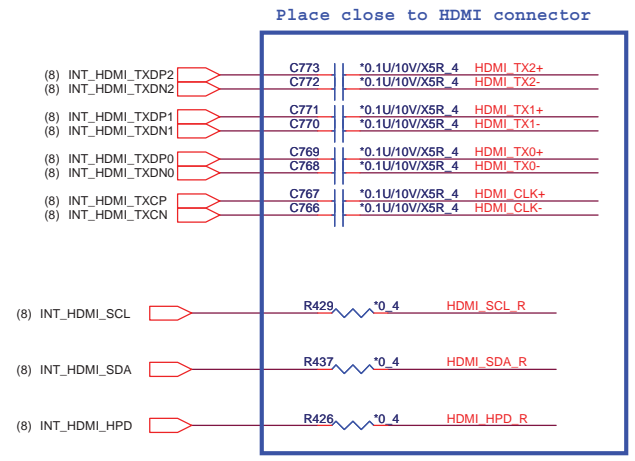 Place close to HDMI connector
(8) INT_HDMI_TXDP2 C773 *0.1U/10V/X5R_4 HDMI_TX2+
(8) INT_HDMI_TXDN2 C772 *0.1U/10V/X5R_4 HDMI_TX2-
(8) INT_HDMI_TXDP1 C771 *0.1U/10V/X5R_4 HDMI_TX1+
(8) INT_HDMI_TXDN1 C770 *0.1U/10V/X5R_4 HDMI_TX1-
(8) INT_HDMI_TXDP0 C769 *0.1U/10V/X5R_4 HDMI_TX0+
(8) INT_HDMI_TXDN0 C768 *0.1U/10V/X5R_4 HDMI_TX0-
(8) INT_HDMI_TXCP C767 *0.1U/10V/X5R_4 HDMI_CLK+
(8) INT_HDMI_TXCN C766 *0.1U/10V/X5R_4 HDMI_CLK-
(8) INT_HDMI_SCL R429 *0_4 HDMI_SCL_R
(8) INT_HDMI_SDA R437 *0_4 HDMI_SDA_R
(8) INT_HDMI_HPD R426 *0_4 HDMI_HPD_R